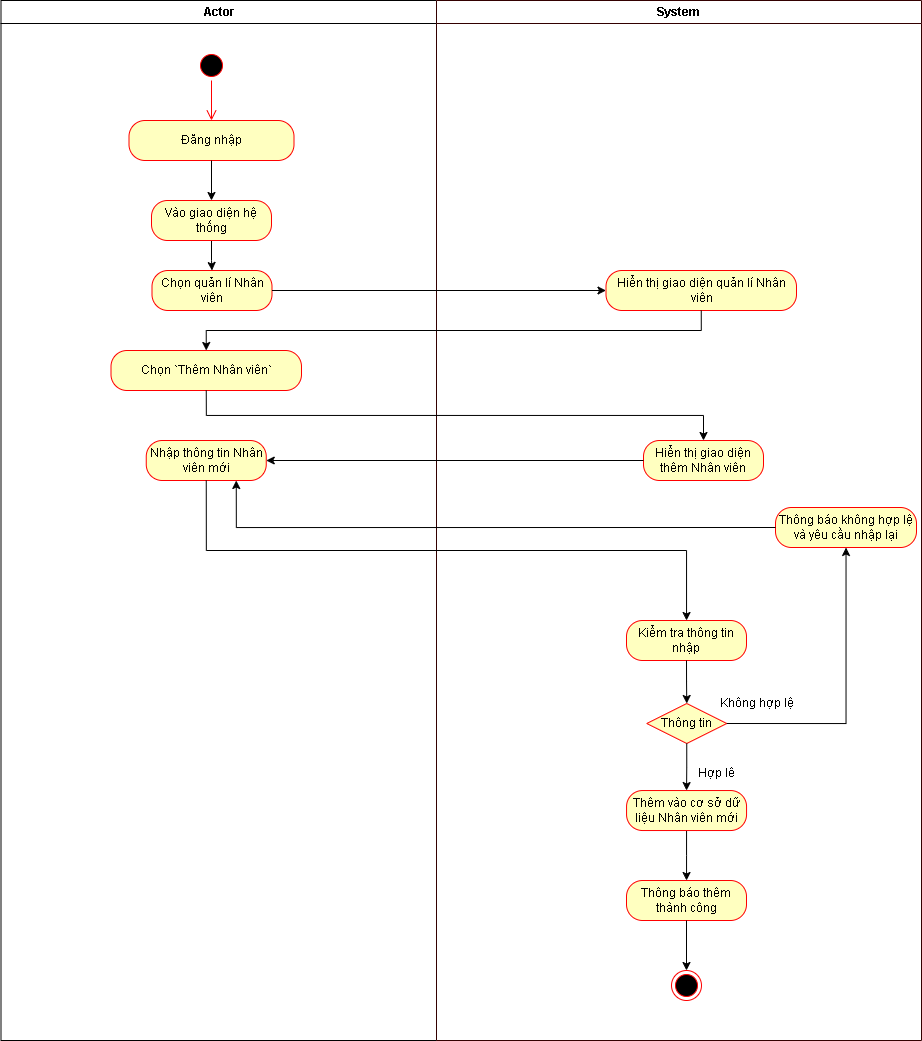 Actor
System
Đăng nhập
Vào giao diện hệ
thống
Chọn quản lí Nhân
viên
Hiển thị giao diện quản lí Nhân
viên
Chọn `Thêm Nhân viên`
Nhập thông tin Nhân
viên mới
Hiển thị giao diện
thêm Nhân viên
Thông báo không hợp lệ
và yêu cầu nhập lại
Kiểm tra thông tin
nhập
Không hợp lệ
Thông tin
Hợp lê
Thêm vào cơ sở dữ
liệu Nhân viên mới
Thông báo thêm
thành công